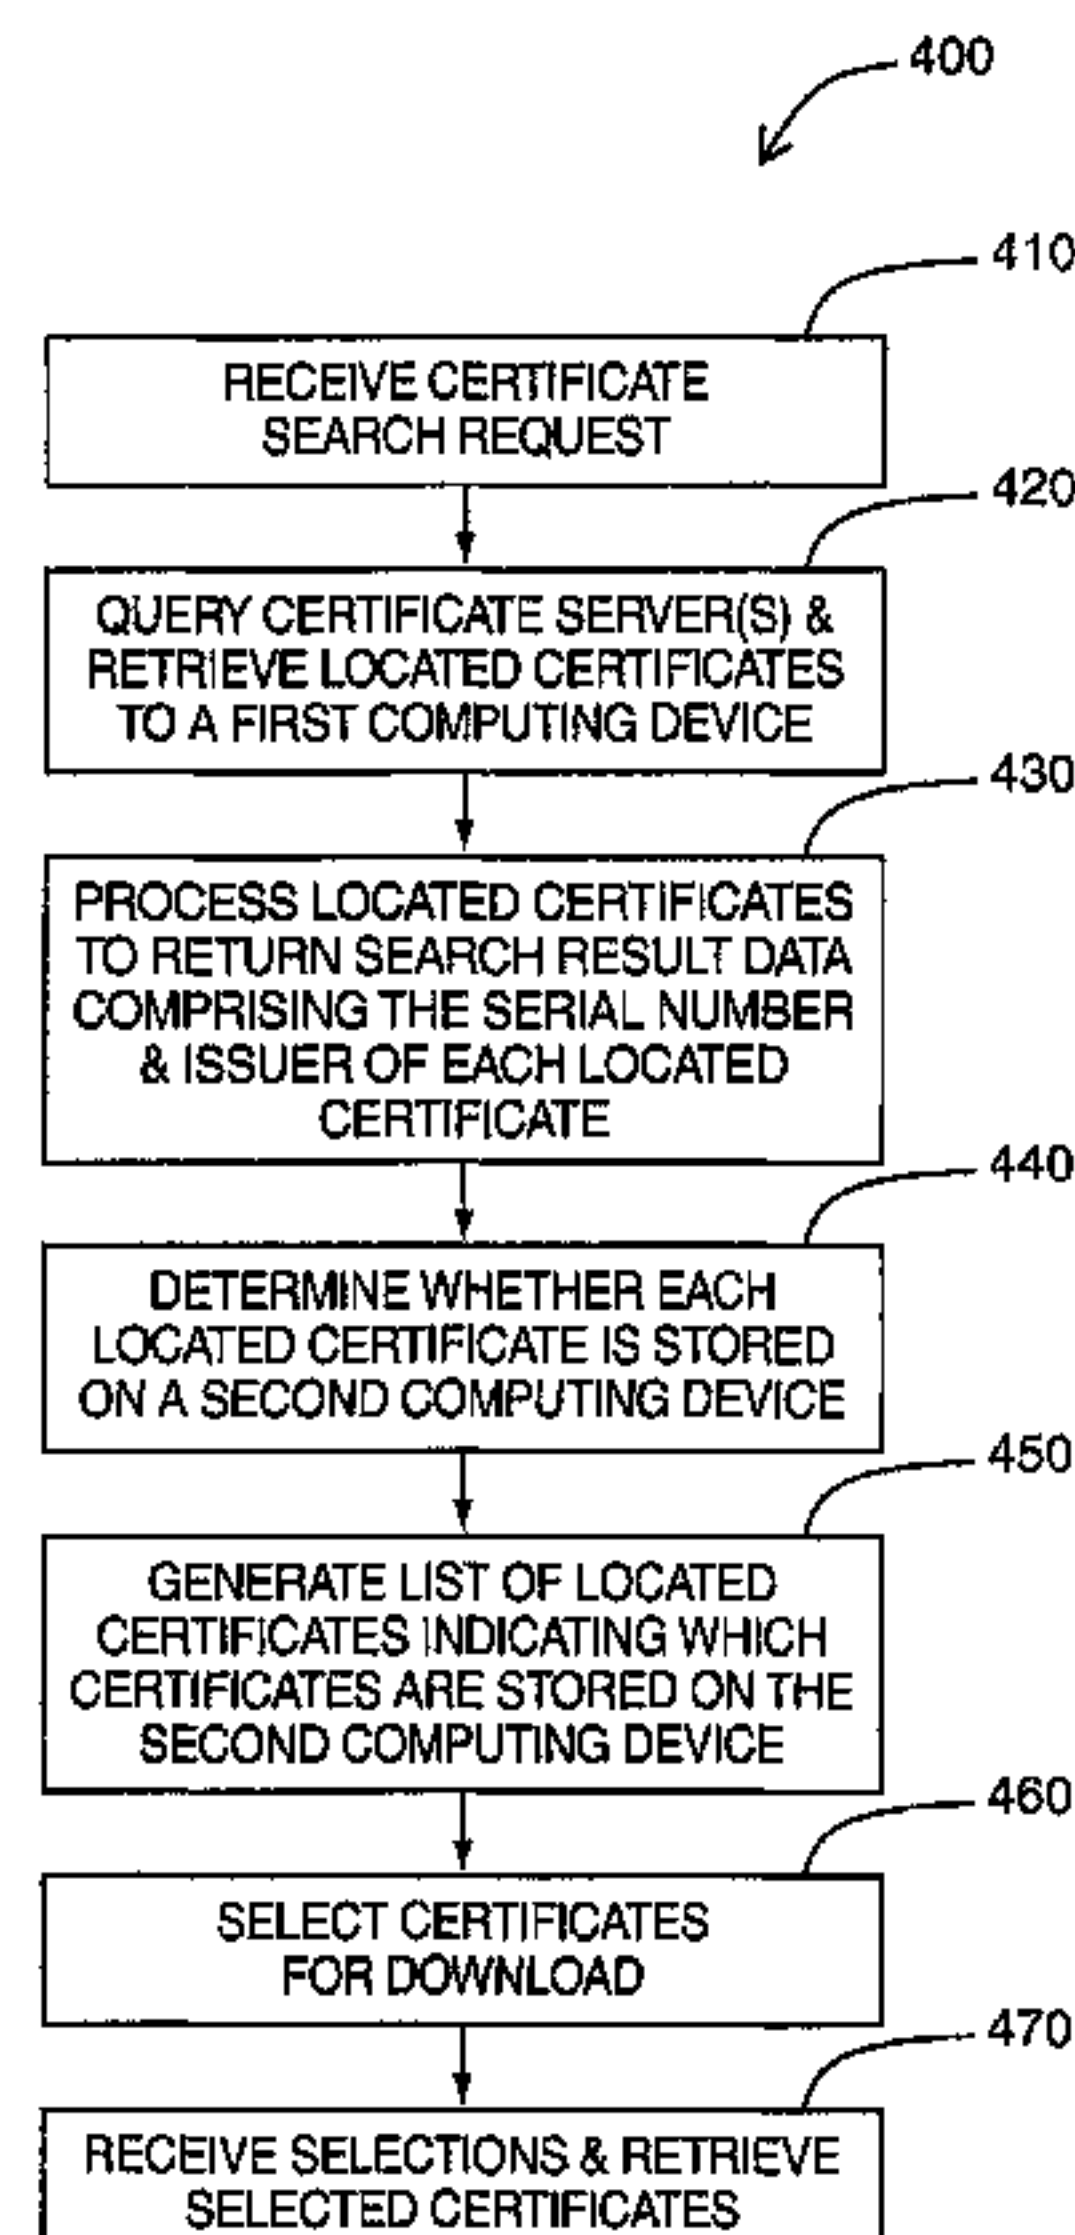 400
410
RECEIVE CERTIFICATE
SEARCH REQUEST
420
QUERY CERTIFICATE SERVER(S) &
RETRIEVE LOCATED CERTIFICATES
TO A FIRST COMPUTING DEVICE
430
PROCESS LOCATED CERTIFICATES
TO RETURN SEARCH RESULT DATA
COMPRISING THE SERIAL NUMBER
& ISSUER OF EACH LOCATED
CERTIFICATE
440
DETERMINE WHETHER EACH
LOCATED CERTIFICATE IS STORED
ON A SECOND COMPUTING DEVICE
450
GENERATE LIST OF LOCATED
CERTIFICATES INDICATING WHICH
CERTIFICATES ARE STORED ON THE
SECOND COMPUTING DEVICE
460
SELECT CERTIFICATES
FOR DOWNLOAD
470
RECEIVE SELECTIONS & RETRIEVE
SELECTED CERTIFICATES